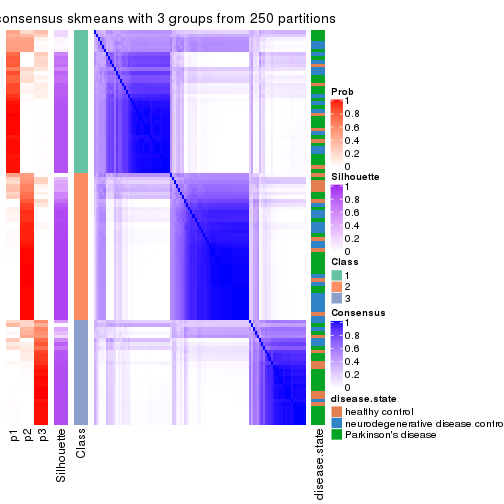 consensus skmeans with 3 groups from 250 partitions
Prob
1
0.8
0.6
0.4
0.2
0
Silhouette
1
0.8
0.6
0.4
0.2
0
Class
1
2
3
Consensus
1
0.8
0.6
0.4
0.2
0
disease.state
healthy control
neurodegenerative disease contro
Parkinson's disease
p1
p2
p3
Silhouette
Class
disease.state